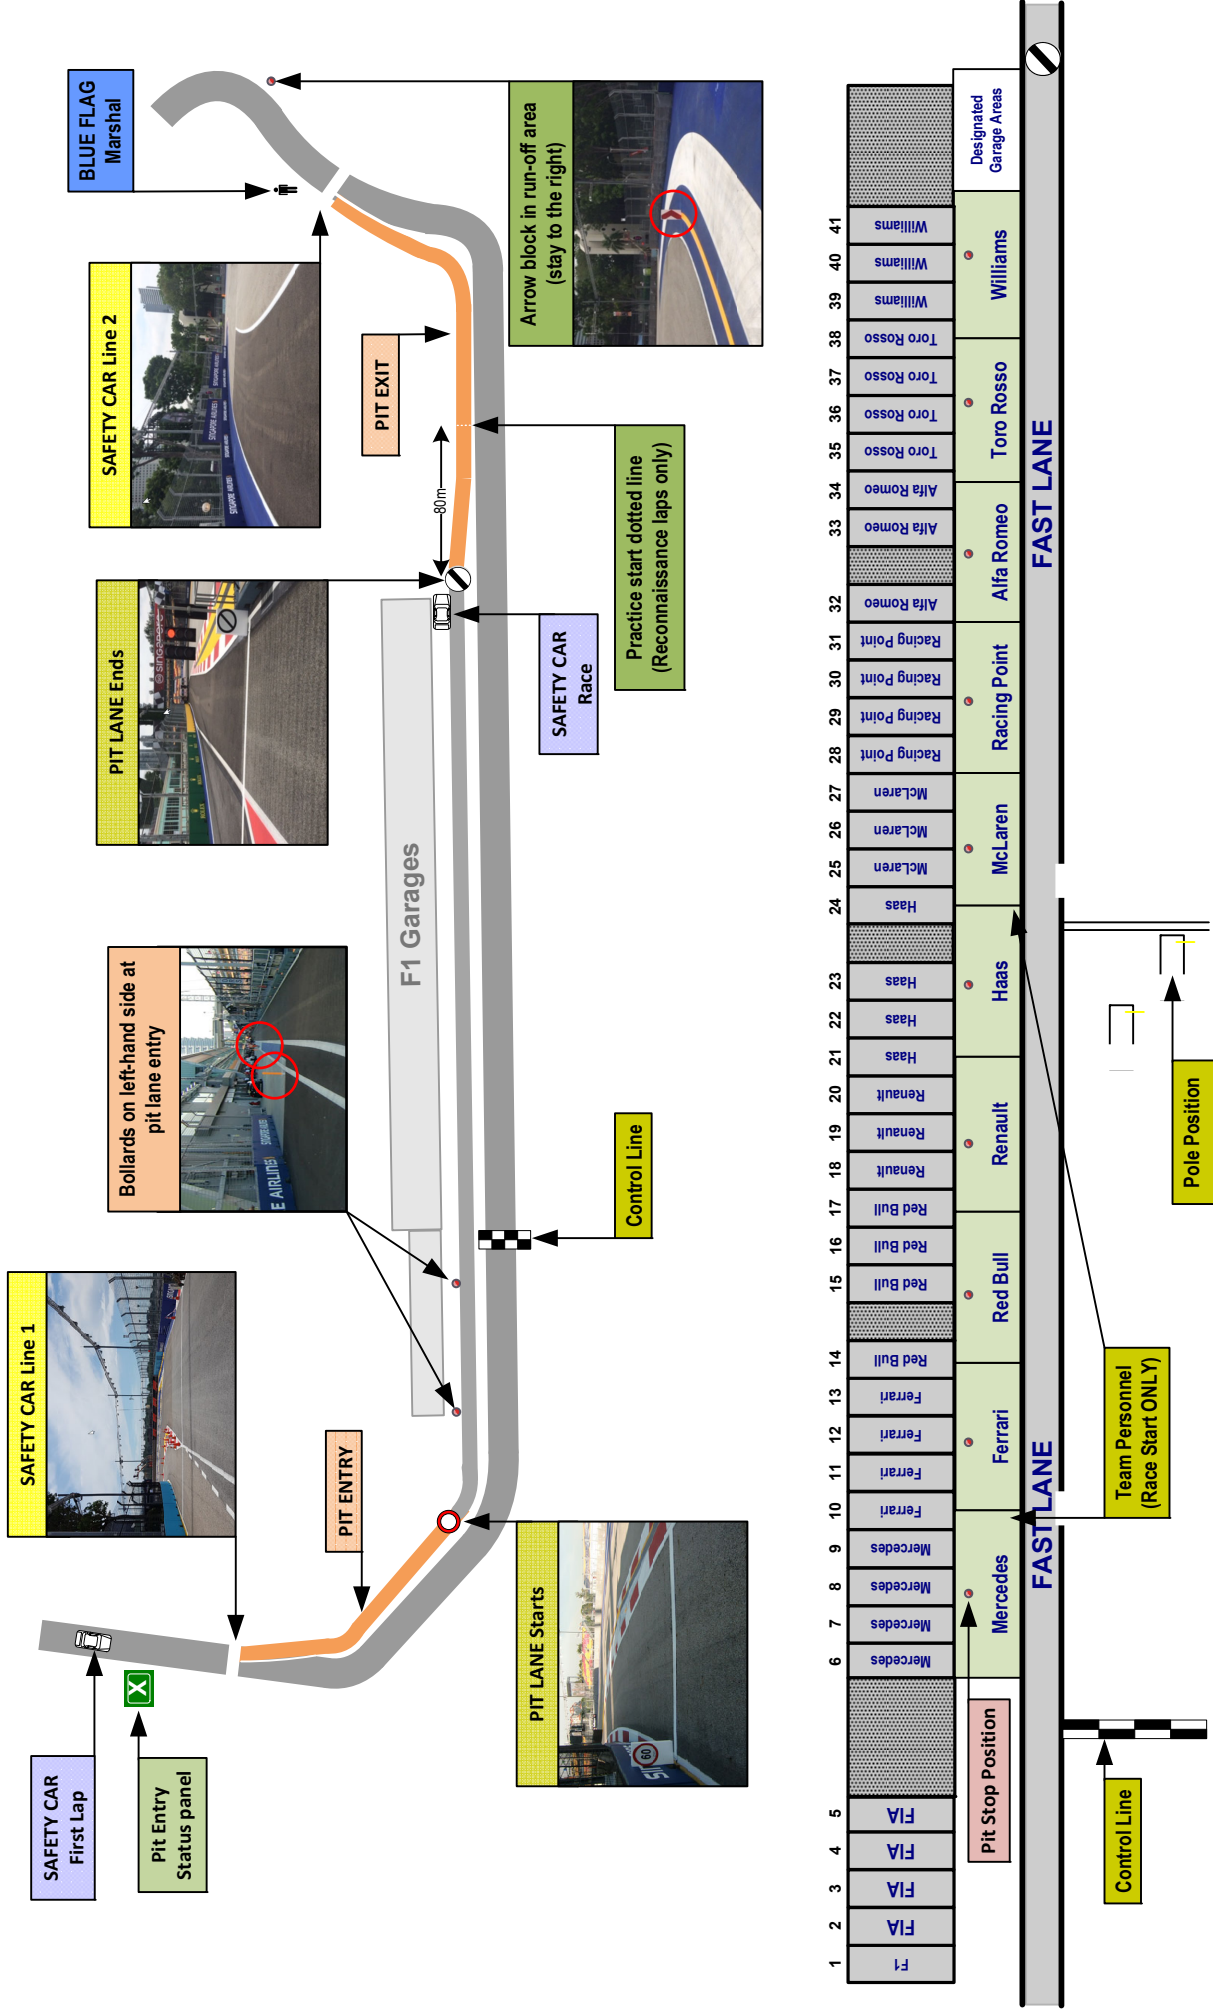 SAFETY CAR
First Lap
Pit Entry
Status panel
X
SAFETY CAR Line 1
PIT ENTRY
PIT LANE Starts
60
Bollards on left-hand side at
pit lane entry
E AIRLINES
F1 Garages
Control Line
PIT LANE Ends
SAFETY CAR
Race
80m
Practice start dotted line
(Reconnaissance laps only)
PIT EXIT
SAFETY CAR Line 2
SINGAPORE AIRLINES
BLUE FLAG
Marshal
Arrow block in run-off area
(stay to the right)
1 2 3 4 5 6 7 8 9 10 11 12 13 14 15 16 17 18 19 20 21 22 23 24 25 26 27 28 29 30 31 32 33 34 35 36 37 38 39 40 41
F1 FIA FIA FIA FIA Mercedes Mercedes Mercedes Mercedes Ferrari Ferrari Ferrari Ferrari Red Bull Red Bull Red Bull Red Bull Renault Renault Renault Haas Haas Haas Haas McLaren McLaren McLaren Racing Point Racing Point Racing Point Racing Point Alfa Romeo Alfa Romeo Alfa Romeo Toro Rosso Toro Rosso Toro Rosso Toro Rosso Williams Williams Williams
Designated
Garage Areas
Mercedes Ferrari Red Bull Renault Haas McLaren Racing Point Alfa Romeo Toro Rosso Williams
Pit Stop Position
FAST LANE FAST LANE
Control Line
Team Personnel
(Race Start ONLY)
Pole Position